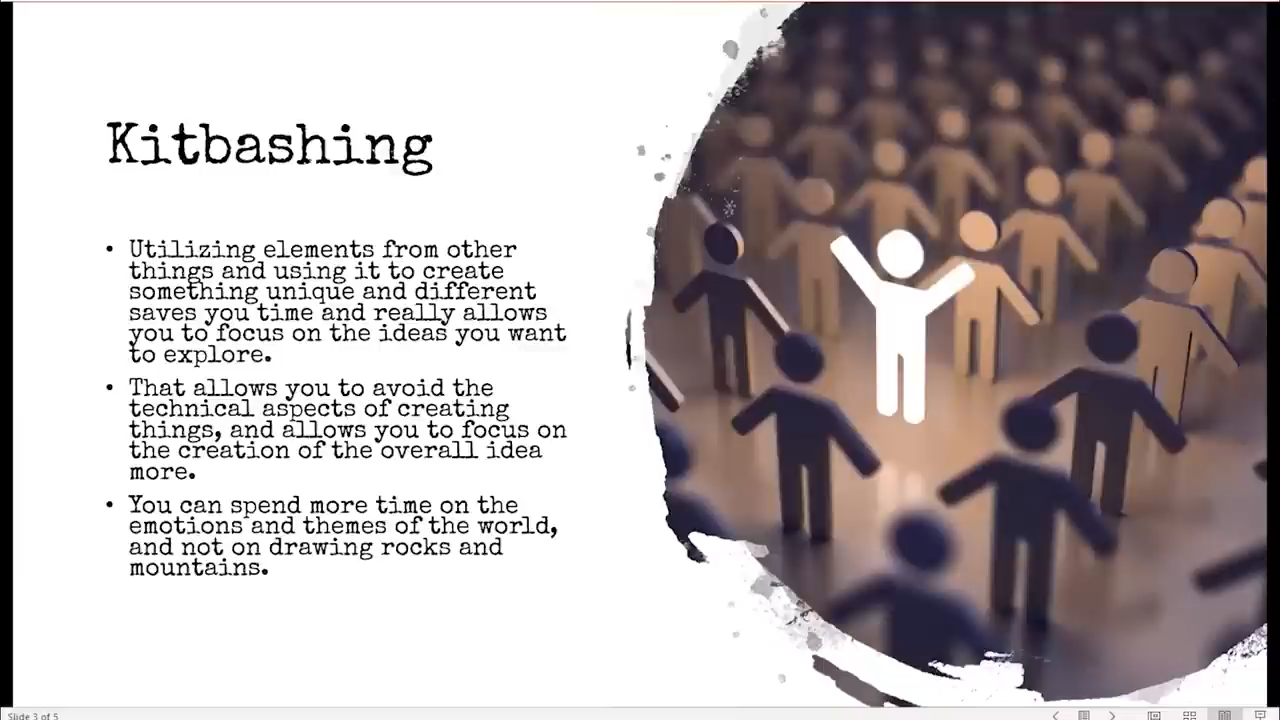 Kitbashing
• Utilizing elements from other
things and using it to create
something unique and different
saves you time and really allows
you to focus on the ideas you want
to explore.
• That allows you to avoid the
technical aspects of creating
things, and allows you to focus on
the creation of the overall idea
more.
• You can spend more time on the
emotions and themes of the world,
and not on drawing rocks and
mountains.
Slide 3 of 5